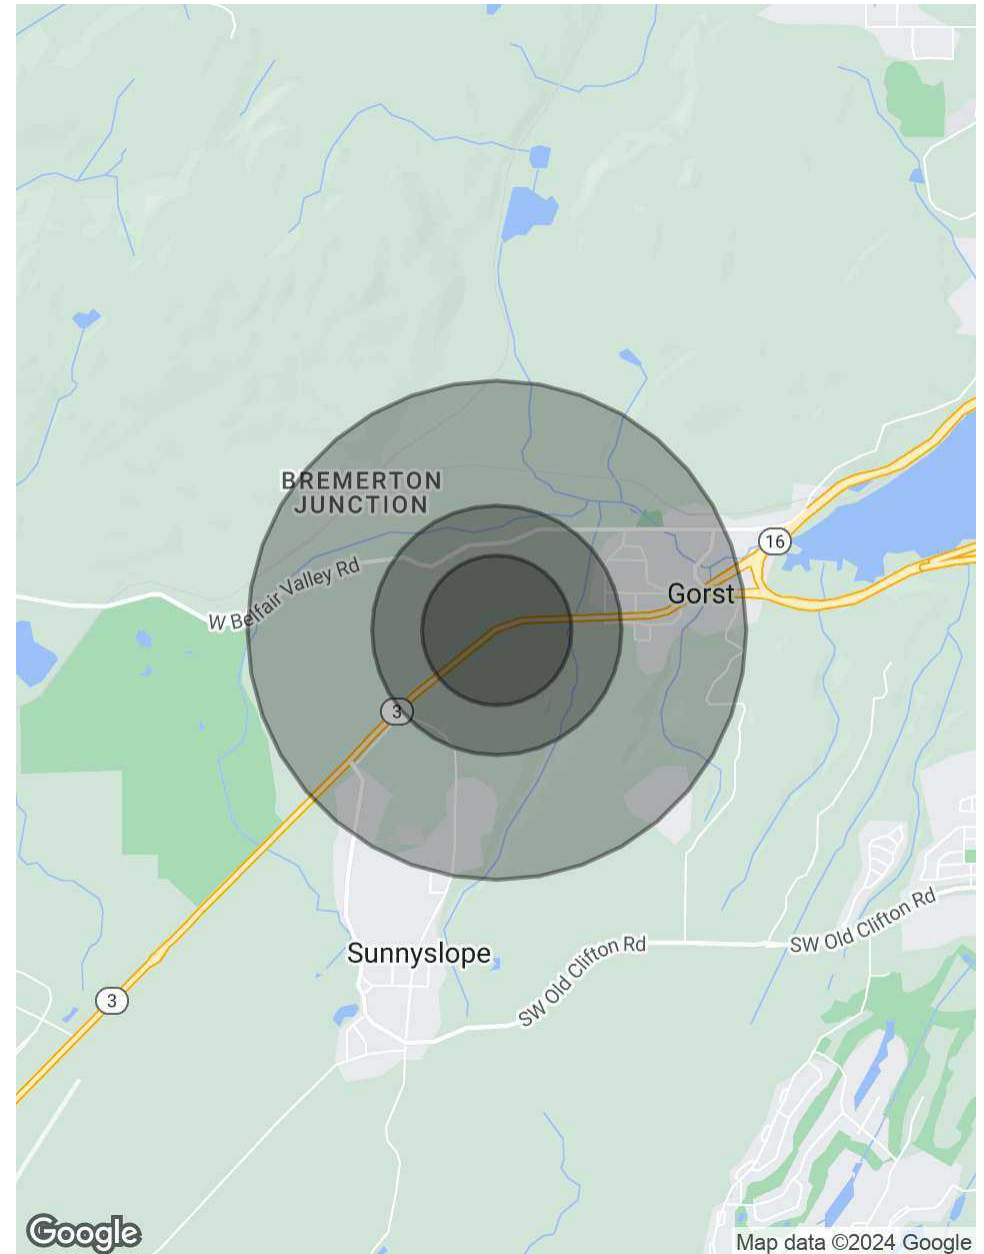 BREMERTON
JUNCTION
16
W Belfair Valley Rd
Gorst
3
SW Old Clifton Rd
SW Old Clifton Rd
Sunnyslope
3
Google
Map data ©2024 Google